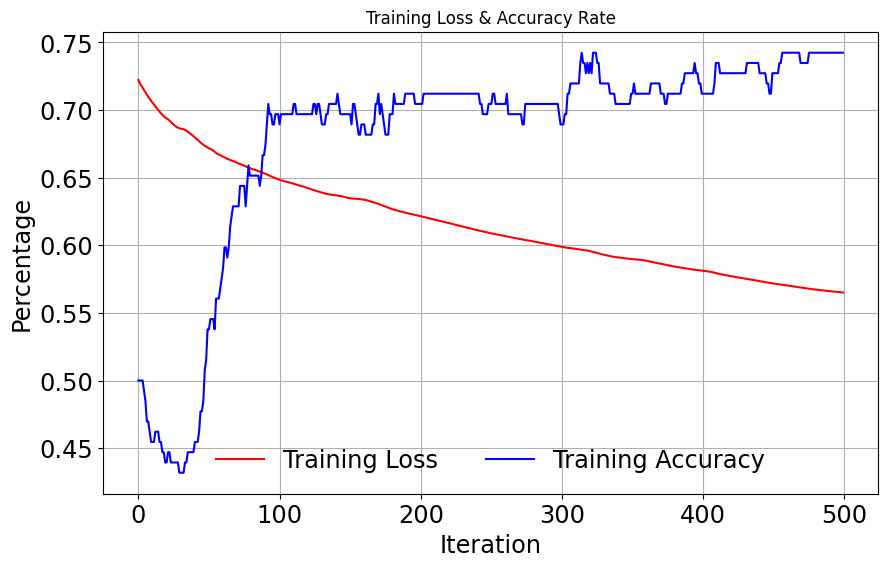 Training Loss & Accuracy Rate
0.75
0.70
0.65
0.60
0.55
0.50
0.45
Percentage
Training Loss
Training Accuracy
0 100 200 300 400 500
Iteration